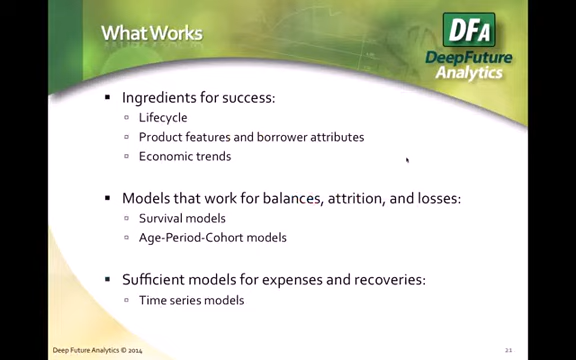 What Works
DFA
DeepFuture
Analytics
Ingredients for success:
Lifecycle
Product features and borrower attributes
Economic trends
Models that work for balances, attrition, and losses:
Survival models
Age-Period-Cohort models
Sufficient models for expenses and recoveries:
Time series models
Deep Future Analytics © 2014
21